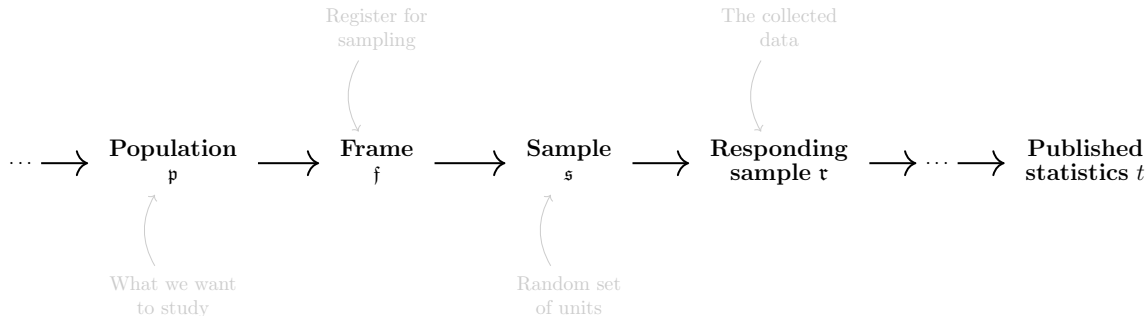 Register for
sampling
The collected
data
··· Population Frame Sample Responding ··· Published
𝔭 𝔣 𝔰 sample 𝔯 statistics t
What we want
to study
Random set
of units